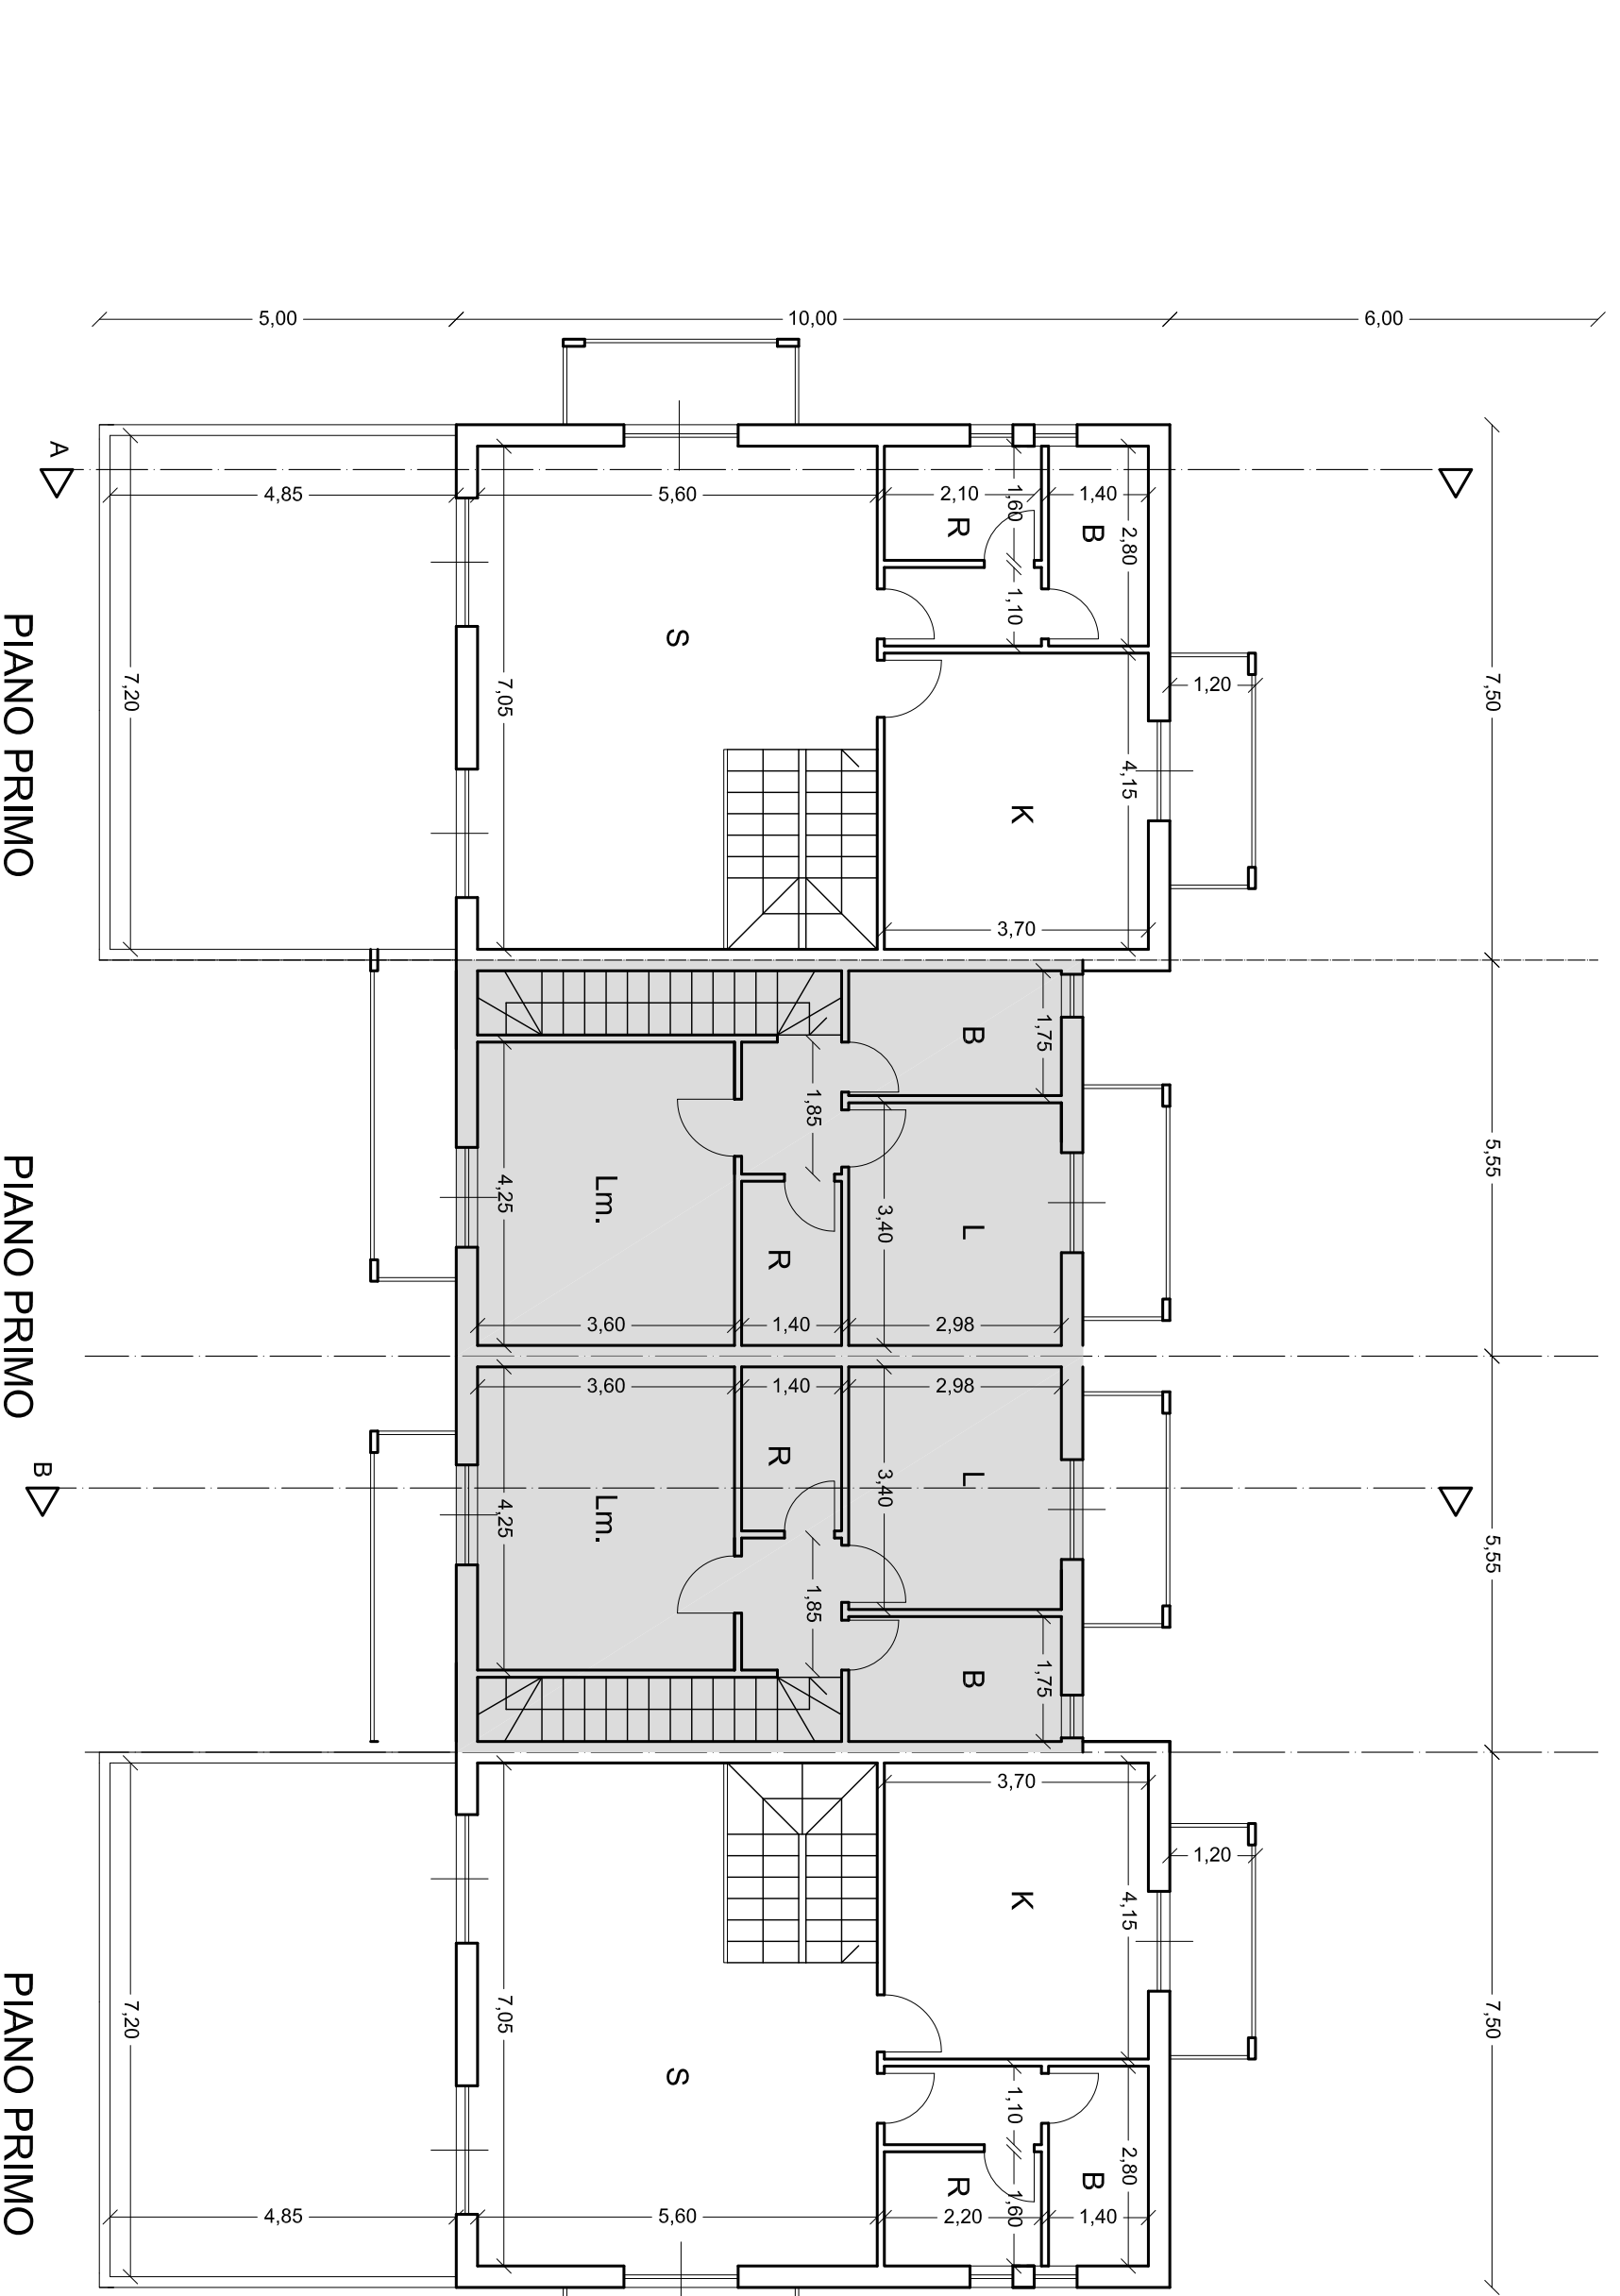 5,00
10,00
6,00
A
4,85
5,60
2,10
1,60
1,40
R
B
2,80
1,10
S
7,20
7,05
1,20
7,50
4,15
K
3,70
PIANO PRIMO
B
1,75
1,85
5,55
Lm.
4,25
3,40
L
R
3,60
1,40
2,98
PIANO PRIMO
3,60
1,40
2,98
R
L
B
4,25
Lm.
3,40
5,55
1,85
1,75
B
3,70
1,20
K
4,15
7,20
7,05
7,50
S
1,10
2,80
R
B
1,60
4,85
5,60
2,20
1,40
PIANO PRIMO